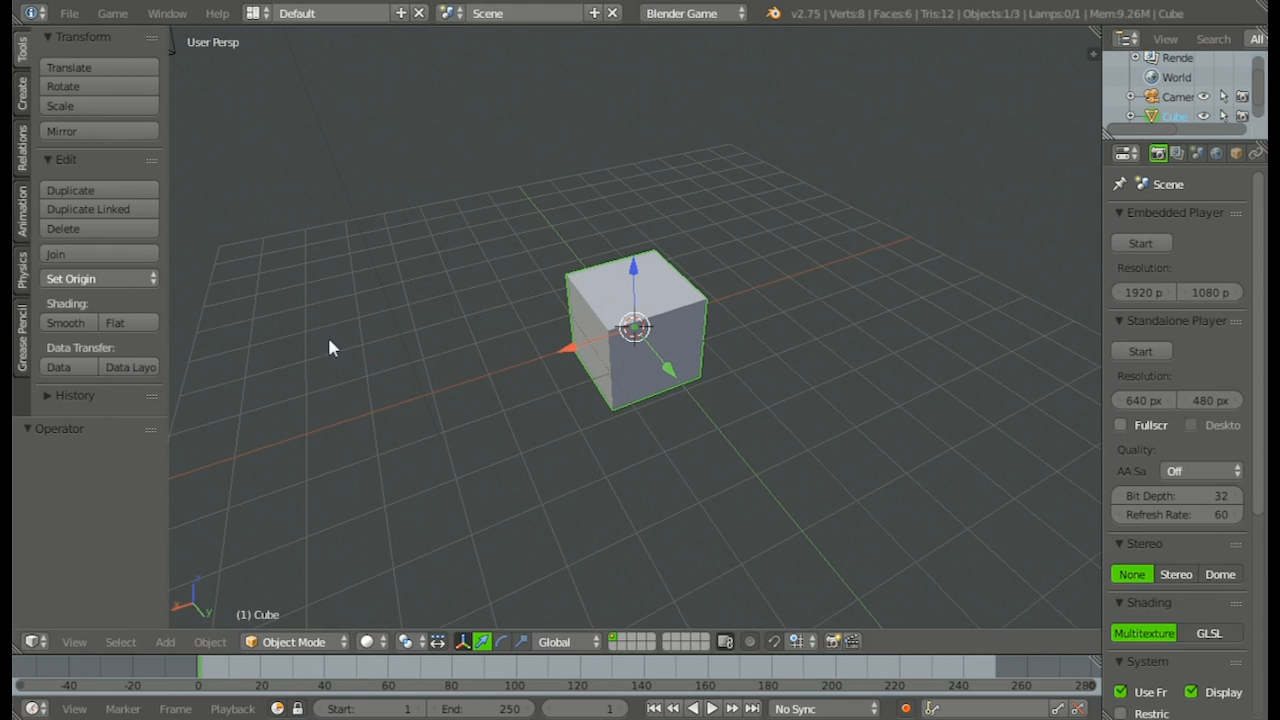 File Game Window Help Default Scene Blender Game v2.75 | Verts:8 | Faces:6 | Tris:12 | Objects:1/3 | Lamps:0/1 | Mem:9.26M | Cube
Tools
Create
Relations
Animation
Physics
Grease Pencil
Transform
Translate
Rotate
Scale
Mirror
Edit
Duplicate
Duplicate Linked
Delete
Join
Set Origin
Shading:
Smooth Flat
Data Transfer:
Data Data Layo
History
Operator
User Persp
z
x
y
(1) Cube
View Search All
Rende
World
Camer
Cube
Scene
Embedded Player
Start
Resolution:
1920 p 1080 p
Standalone Player
Start
Resolution:
640 px 480 px
Fullscr Deskto
Quality:
AA Sa Off
Bit Depth: 32
Refresh Rate: 60
Stereo
None Stereo Dome
Shading
Multitexture GLSL
System
Use Fr Display
Restric
View Select Add Object Object Mode Global
-40 -20 0 20 40 60 80 100 120 140 160 180 200 220 240 260 280
View Marker Frame Playback Start: 1 End: 250 1 No Sync